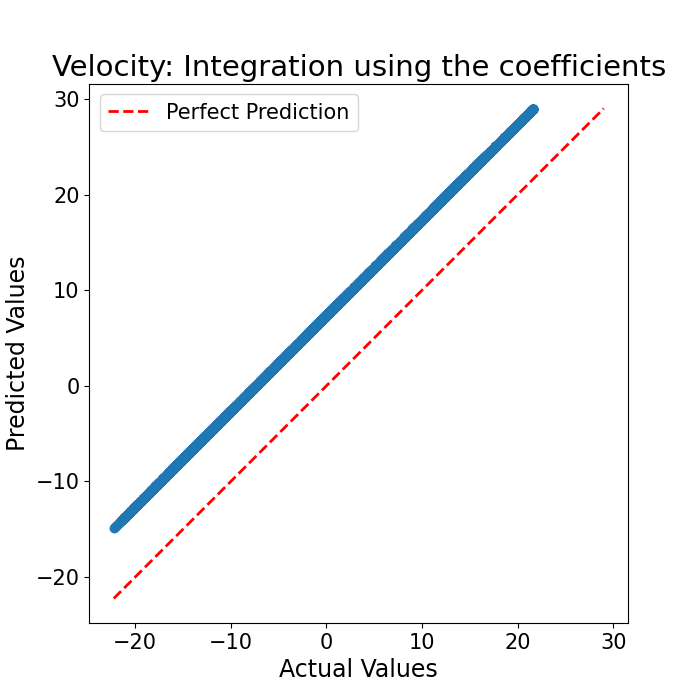 Velocity: Integration using the coefficients
Perfect Prediction
30
20
10
0
−10
−20
Predicted Values
−20 −10 0 10 20 30
Actual Values